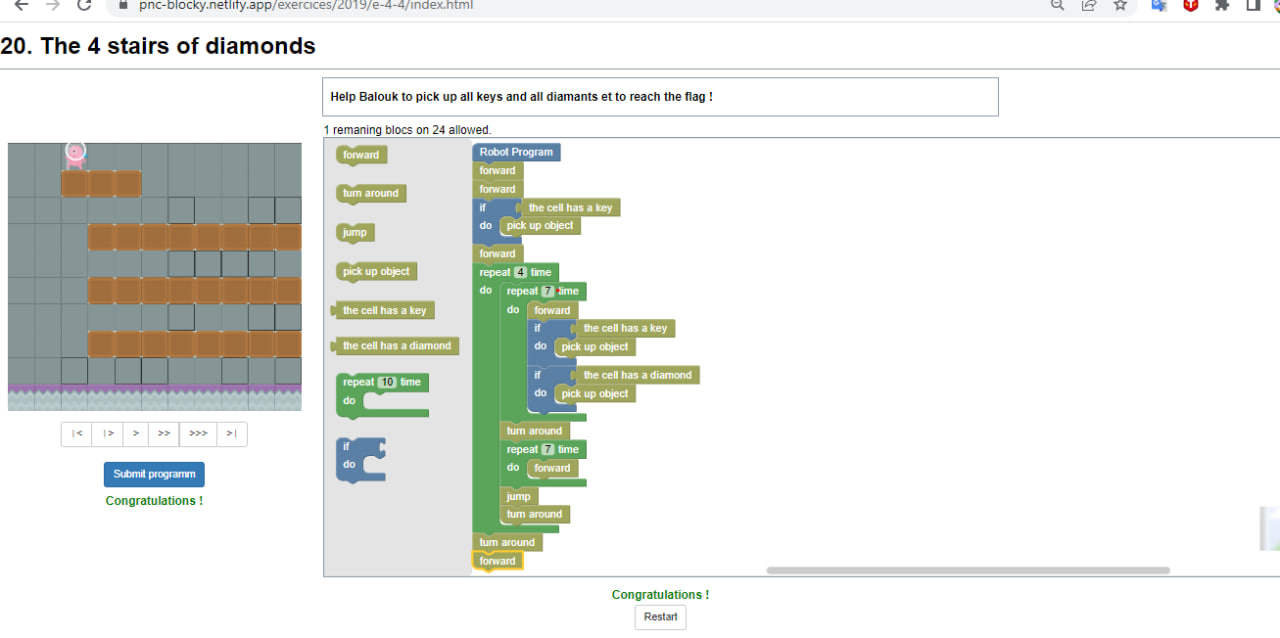 pnc-blocky.netlify.app/exercices/2019/e-4-4/index.html
20. The 4 stairs of diamonds
Help Balouk to pick up all keys and all diamants et to reach the flag !
1 remaning blocs on 24 allowed.
forward
turn around
jump
pick up object
the cell has a key
the cell has a diamond
repeat 10 time
do
if
do
Robot Program
forward
forward
if the cell has a key
do pick up object
forward
repeat 4 time
do repeat 7 time
do forward
if the cell has a key
do pick up object
if the cell has a diamond
do pick up object
turn around
repeat 7 time
do forward
jump
turn around
turn around
forward
|< |> > >> >>> >|
Submit programm
Congratulations !
Congratulations !
Restart